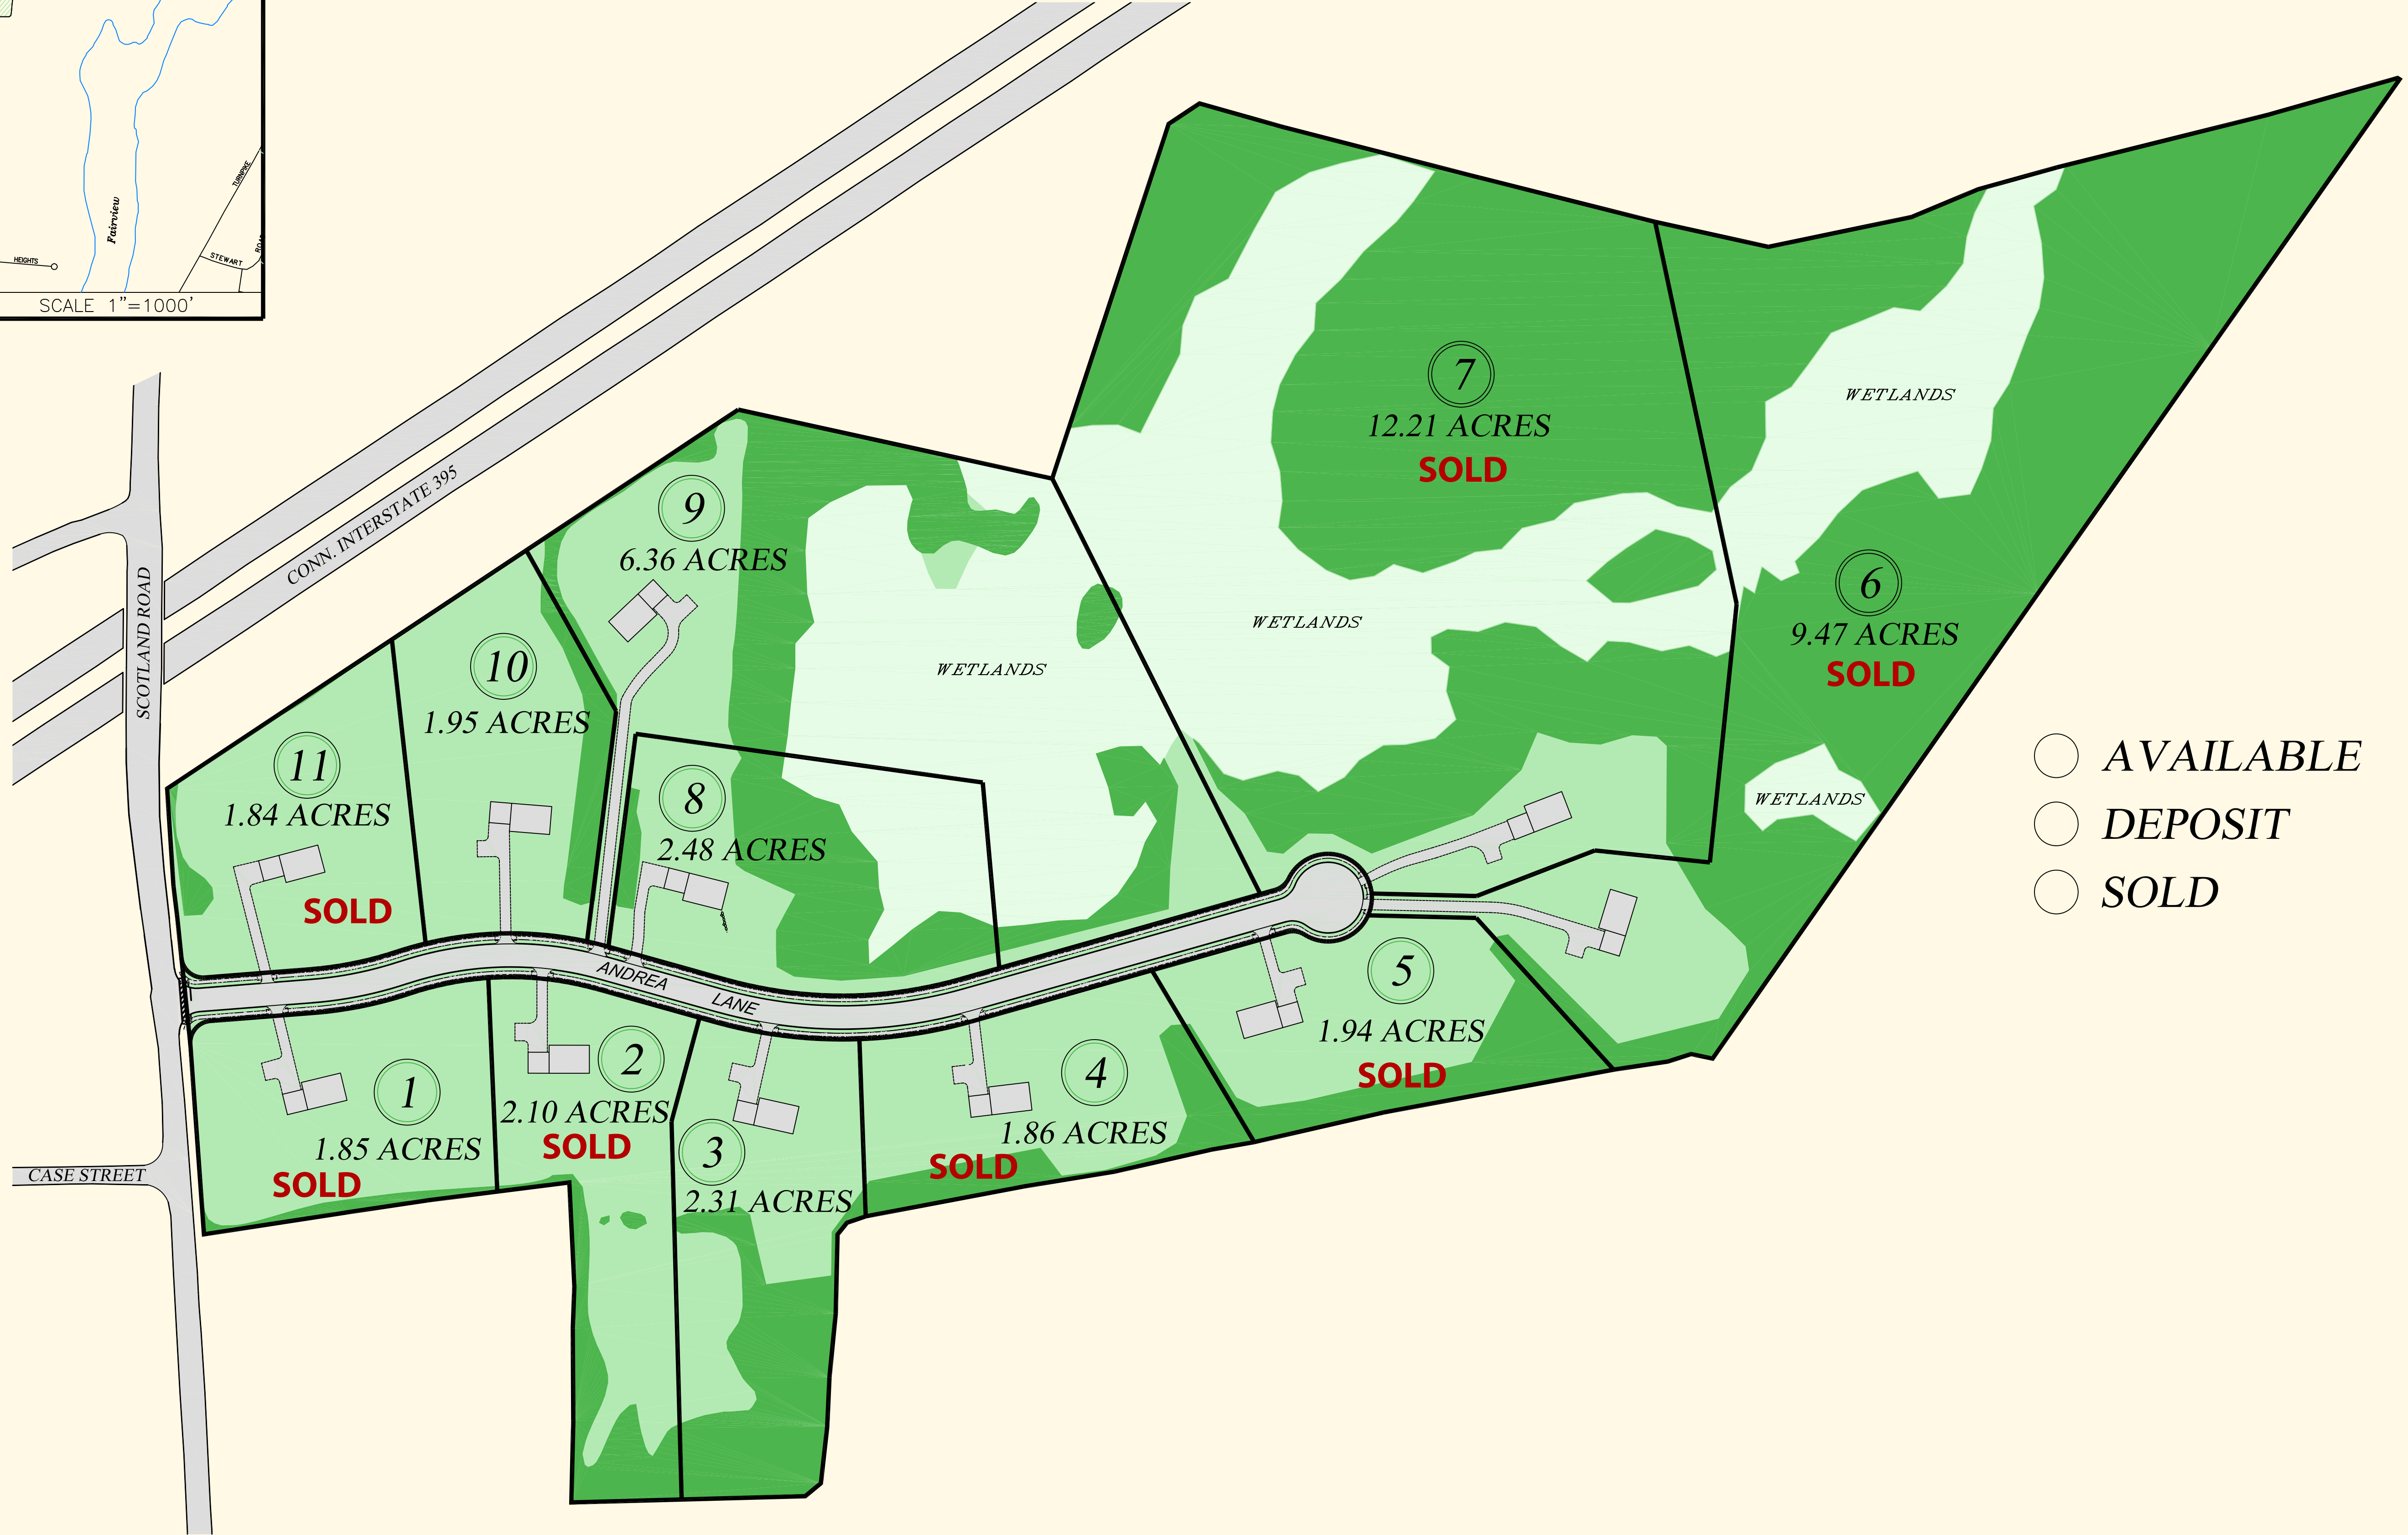 Fairview
TURNPIKE
HEIGHTS
STEWART
SCALE 1"=1000'
CONN. INTERSTATE 395
SCOTLAND ROAD
7
12.21 ACRES
SOLD
WETLANDS
6
9.47 ACRES
SOLD
WETLANDS
WETLANDS
WETLANDS
9
6.36 ACRES
10
1.95 ACRES
11
1.84 ACRES
SOLD
8
2.48 ACRES
ANDREA LANE
5
1.94 ACRES
SOLD
4
1.86 ACRES
SOLD
3
2.31 ACRES
2
2.10 ACRES
SOLD
1
1.85 ACRES
SOLD
CASE STREET
AVAILABLE
DEPOSIT
SOLD